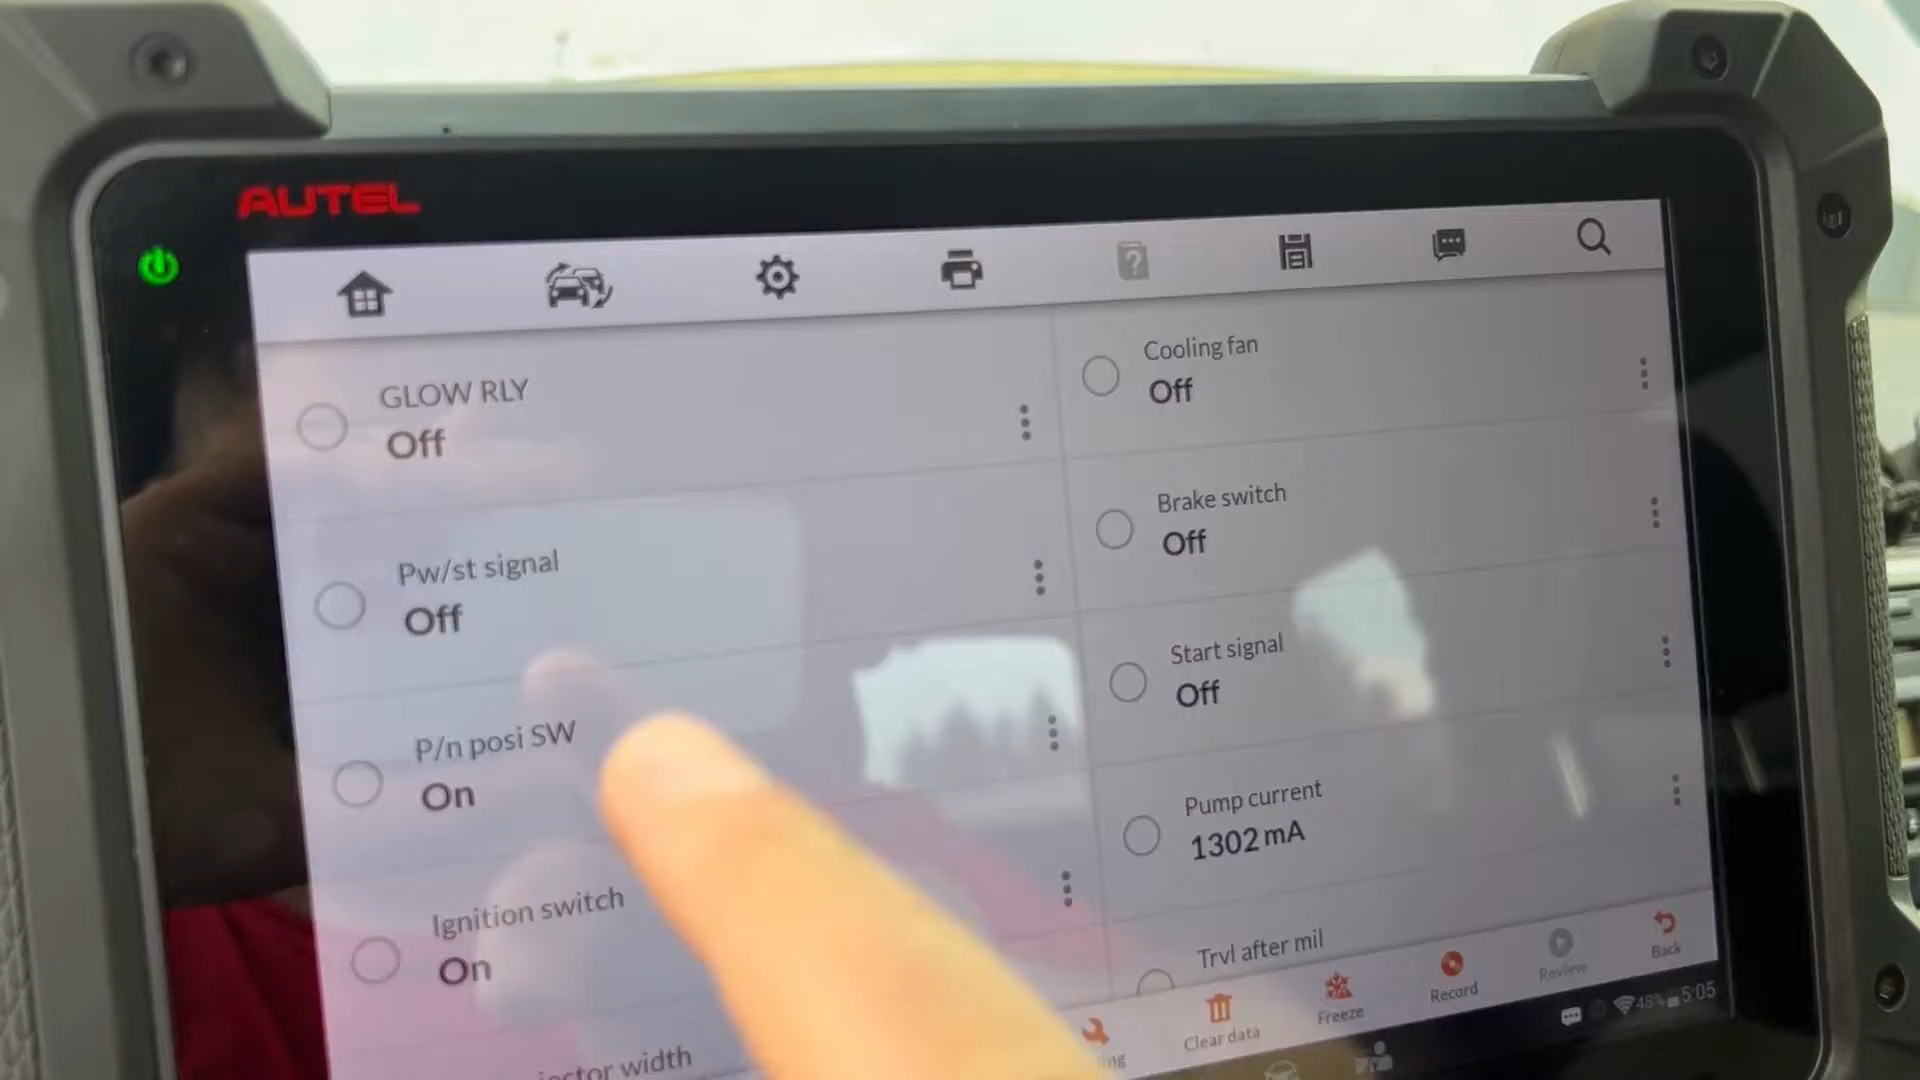 AUTEL
GLOW RLY
Off
Pw/st signal
Off
P/n posi SW
On
Ignition switch
On
width
Cooling fan
Off
Brake switch
Off
Start signal
Off
Pump current
1302 mA
Trvl after mil
Clear data
Freeze
Record
Review
Back
48% 5:05